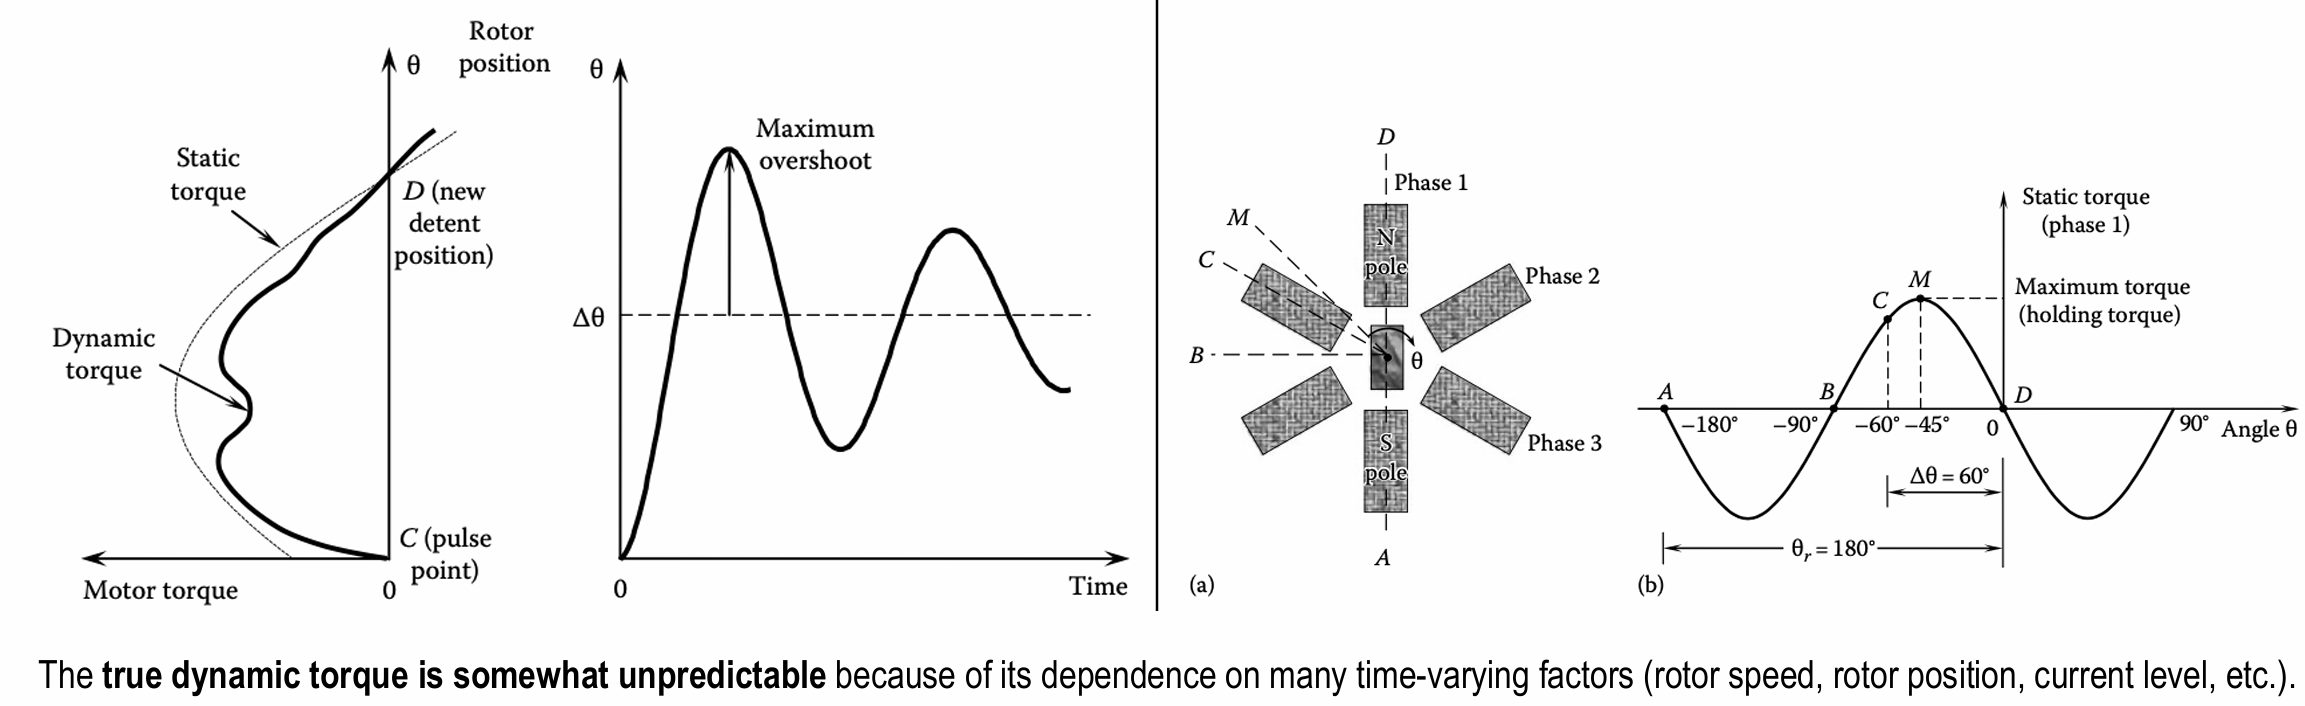 Rotor
position
θ
Static
torque
D (new
detent
position)
Dynamic
torque
C (pulse
point)
Motor torque
0
θ
Maximum
overshoot
Δθ
0
Time
D
Phase 1
M
N
pole
C
Phase 2
B
θ
S
pole
Phase 3
A
(a)
Static torque
(phase 1)
M
Maximum torque
(holding torque)
C
A
B
D
−180°
−90°
−60°
−45°
0
90°
Angle θ
Δθ = 60°
θr = 180°
(b)
The true dynamic torque is somewhat unpredictable because of its dependence on many time-varying factors (rotor speed, rotor position, current level, etc.).